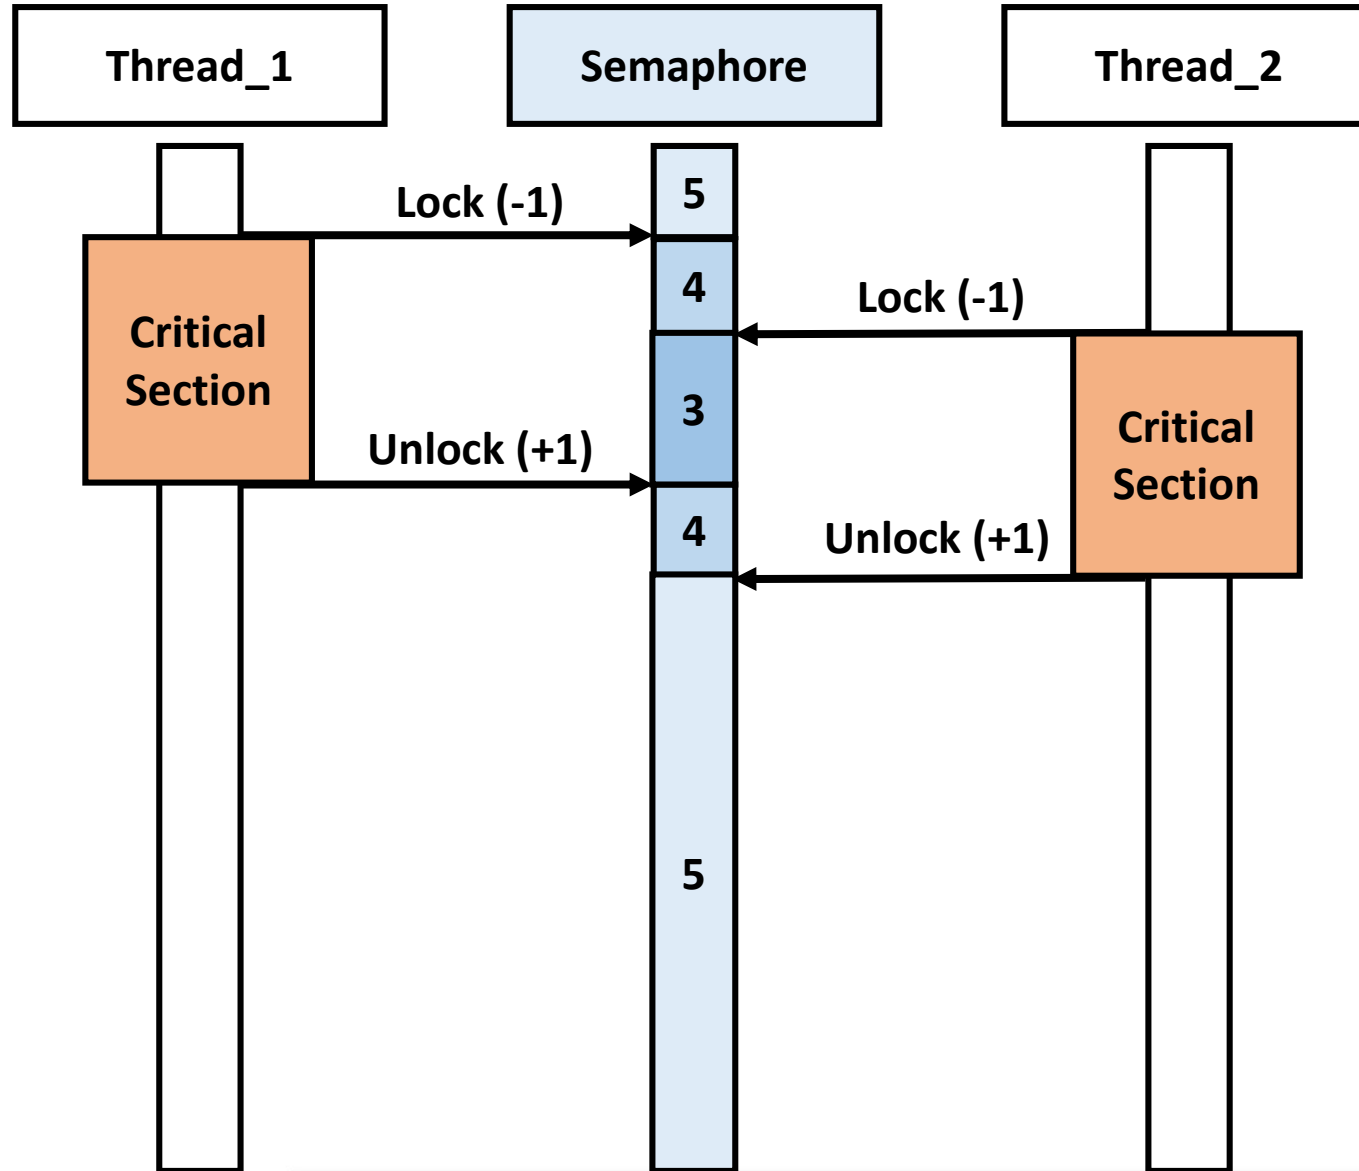 Thread_1
Semaphore
Thread_2
5
Lock (-1)
4
Lock (-1)
Critical
Section
3
Critical
Section
Unlock (+1)
4
Unlock (+1)
5